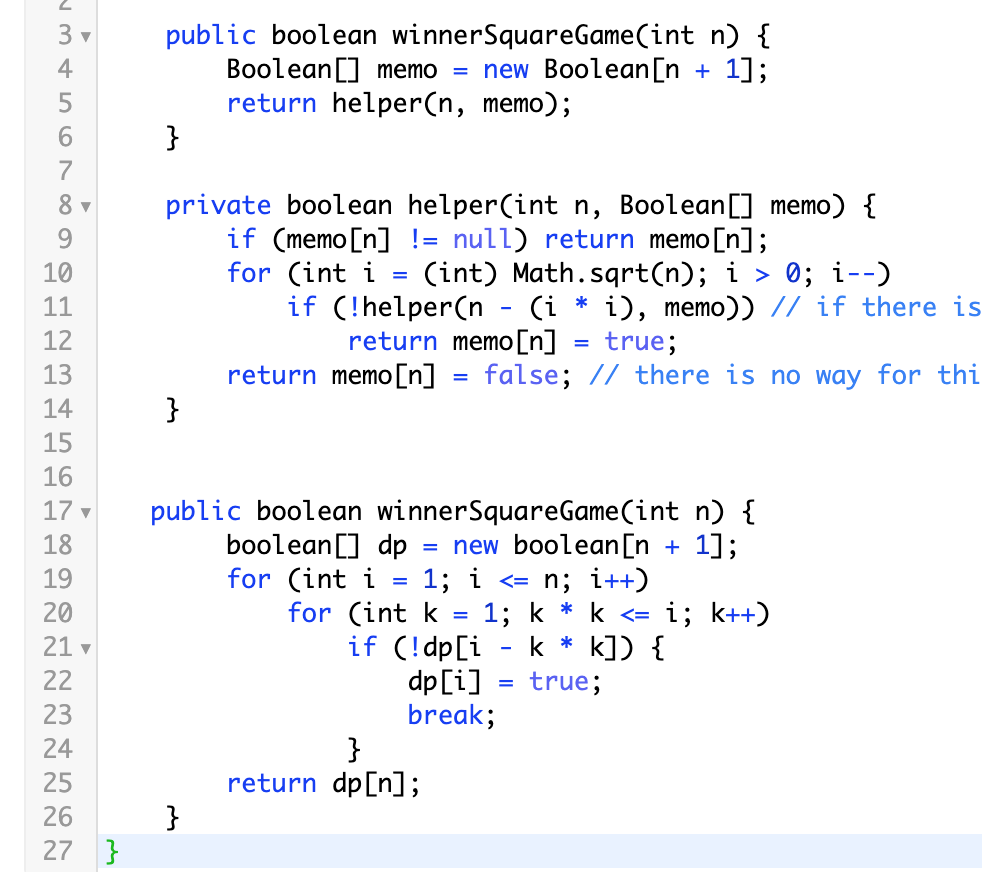 2
3 public boolean winnerSquareGame(int n) {
4 Boolean[] memo = new Boolean[n + 1];
5 return helper(n, memo);
6 }
7
8 private boolean helper(int n, Boolean[] memo) {
9 if (memo[n] != null) return memo[n];
10 for (int i = (int) Math.sqrt(n); i > 0; i--)
11 if (!helper(n - (i * i), memo)) // if there is
12 return memo[n] = true;
13 return memo[n] = false; // there is no way for thi
14 }
15
16
17 public boolean winnerSquareGame(int n) {
18 boolean[] dp = new boolean[n + 1];
19 for (int i = 1; i <= n; i++)
20 for (int k = 1; k * k <= i; k++)
21 if (!dp[i - k * k]) {
22 dp[i] = true;
23 break;
24 }
25 return dp[n];
26 }
27 }